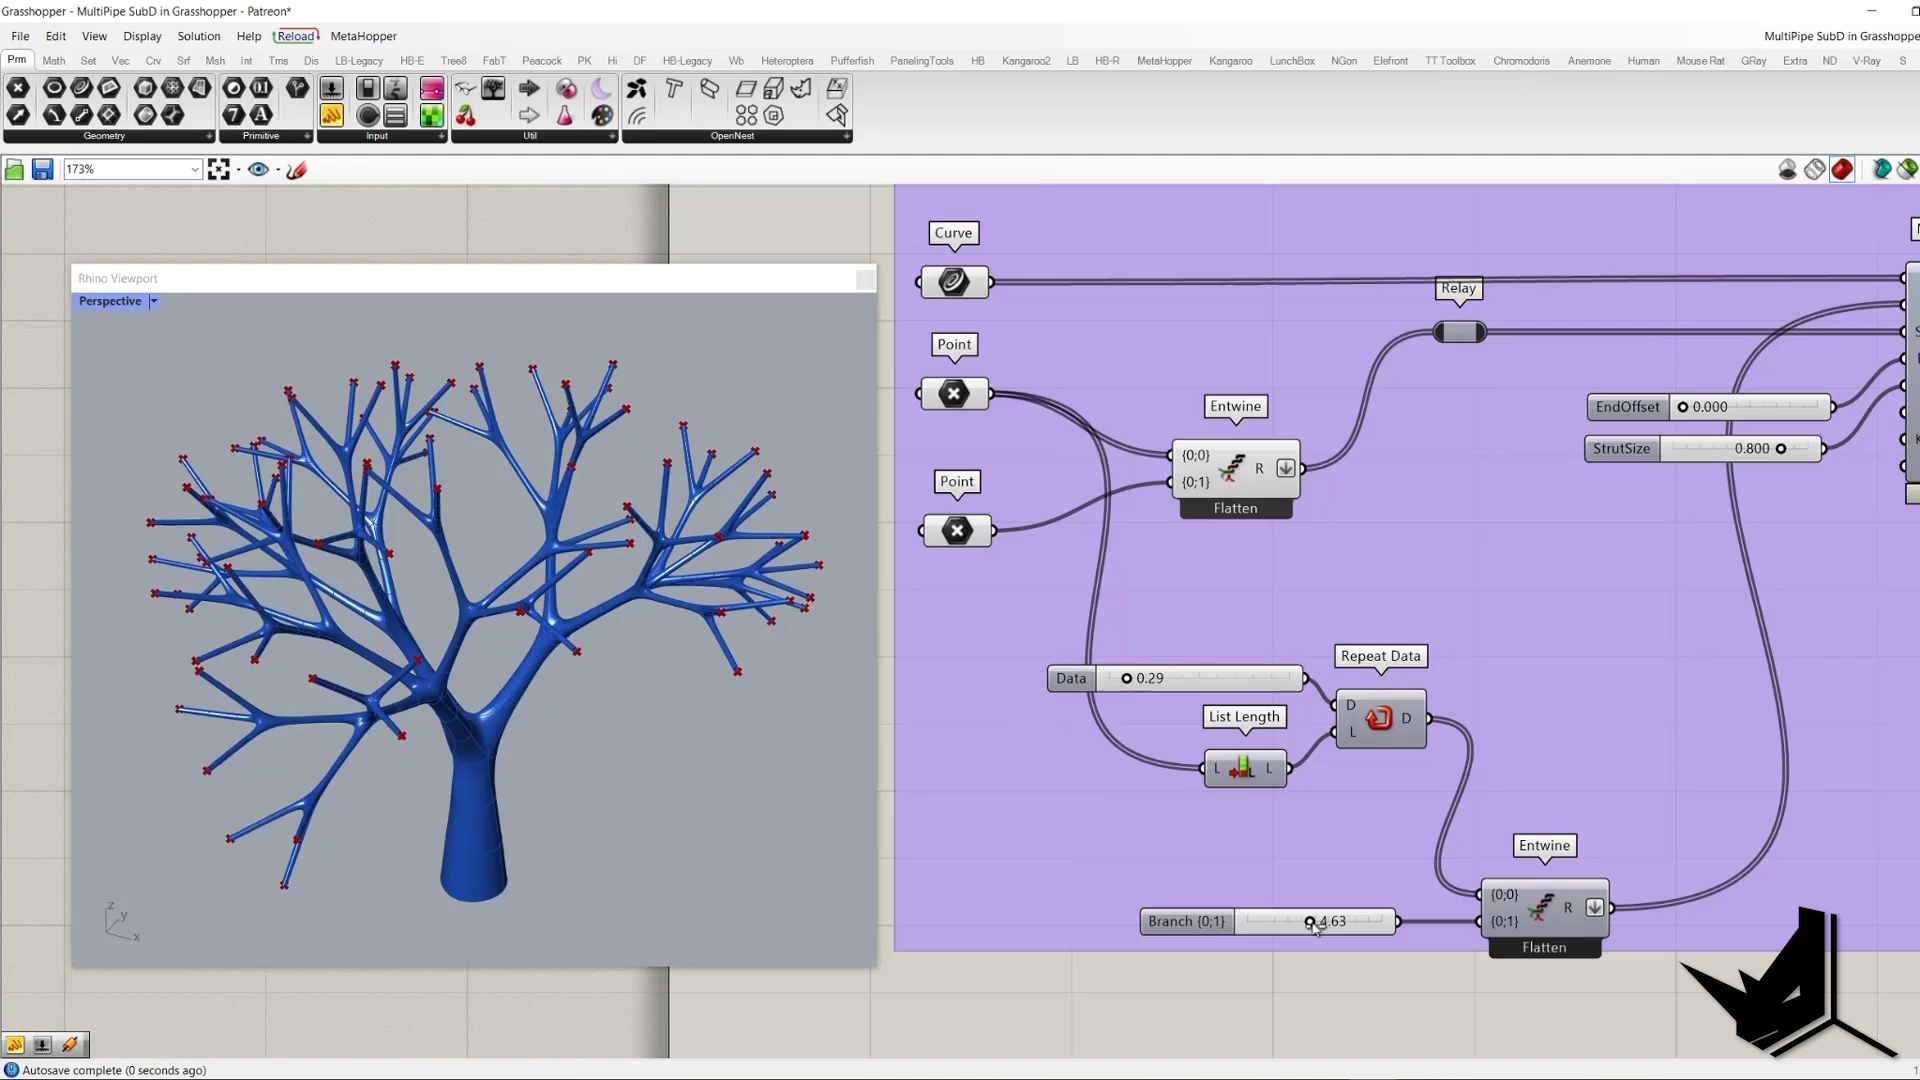 Grasshopper - MultiPipe SubD in Grasshopper - Patreon*
File Edit View Display Solution Help Reload MetaHopper
MultiPipe SubD in Grasshoppe
Prm Math Set Vec Crv Srf Msh Int Trns Dis LB-Legacy HB-E Tree8 FabT Peacock PK Hi DF HB-Legacy Wb Heteroptera Pufferfish PanelingTools HB Kangaroo2 LB HB-R MetaHopper Kangaroo LunchBox NGon Elefront TT Toolbox Chromodoris Anemone Human Mouse Rat GRay Extra ND V-Ray S
Geometry Primitive Input Util OpenNest
173%
Rhino Viewport
Perspective
z
y
x
Curve
Point
Point
Entwine
{0;0}
{0;1}
R
Flatten
Relay
EndOffset 0.000
StrutSize 0.800
Data 0.29
List Length
L L
Repeat Data
D
L
D
Branch {0;1} 4.63
Entwine
{0;0}
{0;1}
R
Flatten
Autosave complete (0 seconds ago)